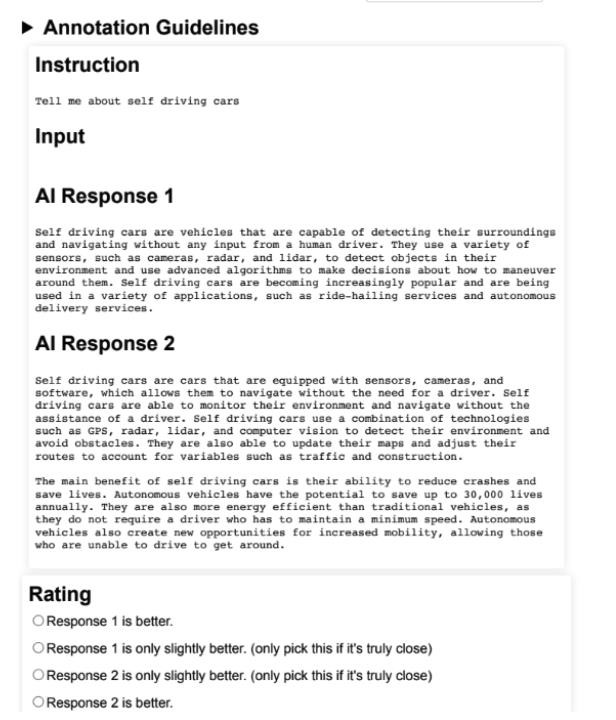 ▶ Annotation Guidelines
Instruction
Tell me about self driving cars
Input
AI Response 1
Self driving cars are vehicles that are capable of detecting their surroundings
and navigating without any input from a human driver. They use a variety of
sensors, such as cameras, radar, and lidar, to detect objects in their
environment and use advanced algorithms to make decisions about how to maneuver
around them. Self driving cars are becoming increasingly popular and are being
used in a variety of applications, such as ride-hailing services and autonomous
delivery services.
AI Response 2
Self driving cars are cars that are equipped with sensors, cameras, and
software, which allows them to navigate without the need for a driver. Self
driving cars are able to monitor their environment and navigate without the
assistance of a driver. Self driving cars use a combination of technologies
such as GPS, radar, lidar, and computer vision to detect their environment and
avoid obstacles. They are also able to update their maps and adjust their
routes to account for variables such as traffic and construction.
The main benefit of self driving cars is their ability to reduce crashes and
save lives. Autonomous vehicles have the potential to save up to 30,000 lives
annually. They are also more energy efficient than traditional vehicles, as
they do not require a driver who has to maintain a minimum speed. Autonomous
vehicles also create new opportunities for increased mobility, allowing those
who are unable to drive to get around.
Rating
Response 1 is better.
Response 1 is only slightly better. (only pick this if it's truly close)
Response 2 is only slightly better. (only pick this if it's truly close)
Response 2 is better.